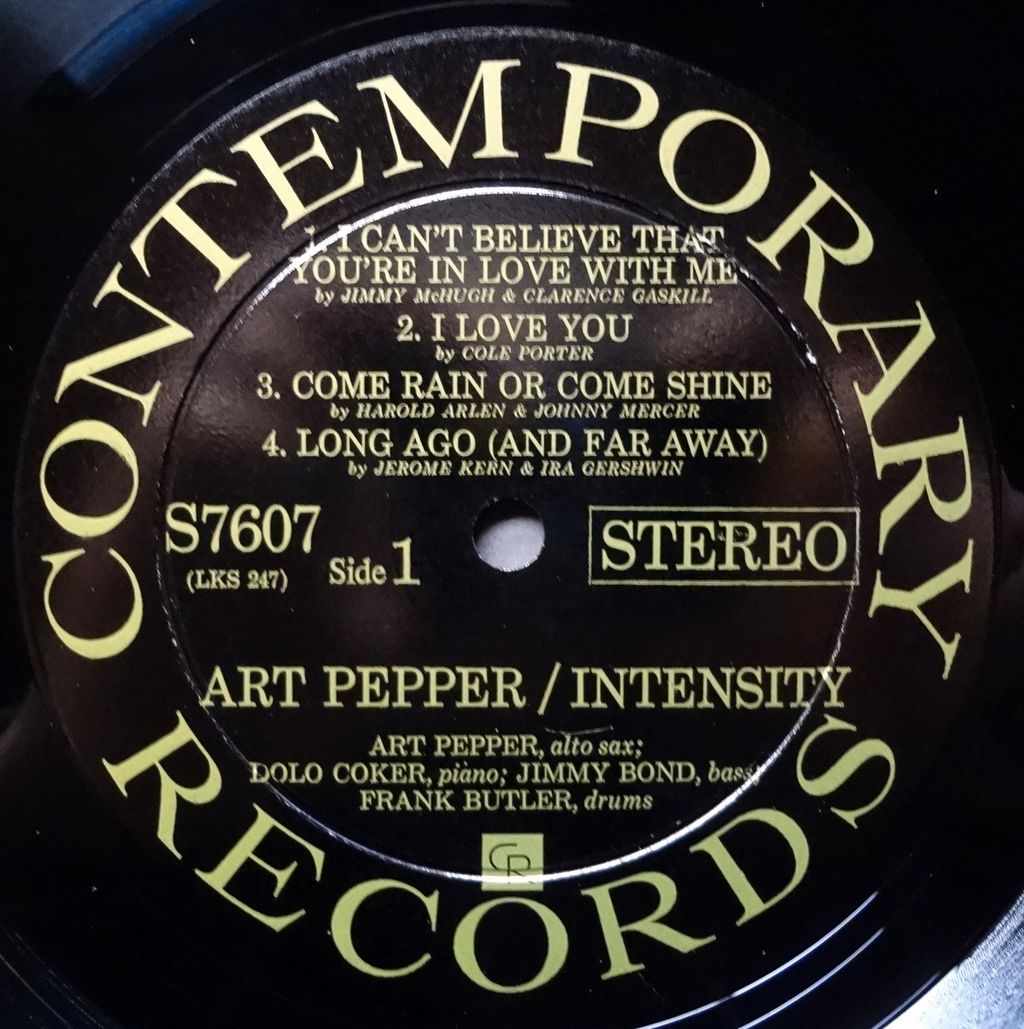 CONTEMPORARY
1. I CAN'T BELIEVE THAT
YOU'RE IN LOVE WITH ME
by JIMMY McHUGH & CLARENCE GASKILL
2. I LOVE YOU
by COLE PORTER
3. COME RAIN OR COME SHINE
by HAROLD ARLEN & JOHNNY MERCER
4. LONG AGO (AND FAR AWAY)
by JEROME KERN & IRA GERSHWIN
S7607
(LKS 247)
Side 1
STEREO
ART PEPPER / INTENSITY
ART PEPPER, alto sax;
DOLO COKER, piano; JIMMY BOND, bass;
FRANK BUTLER, drums
CR
RECORDS